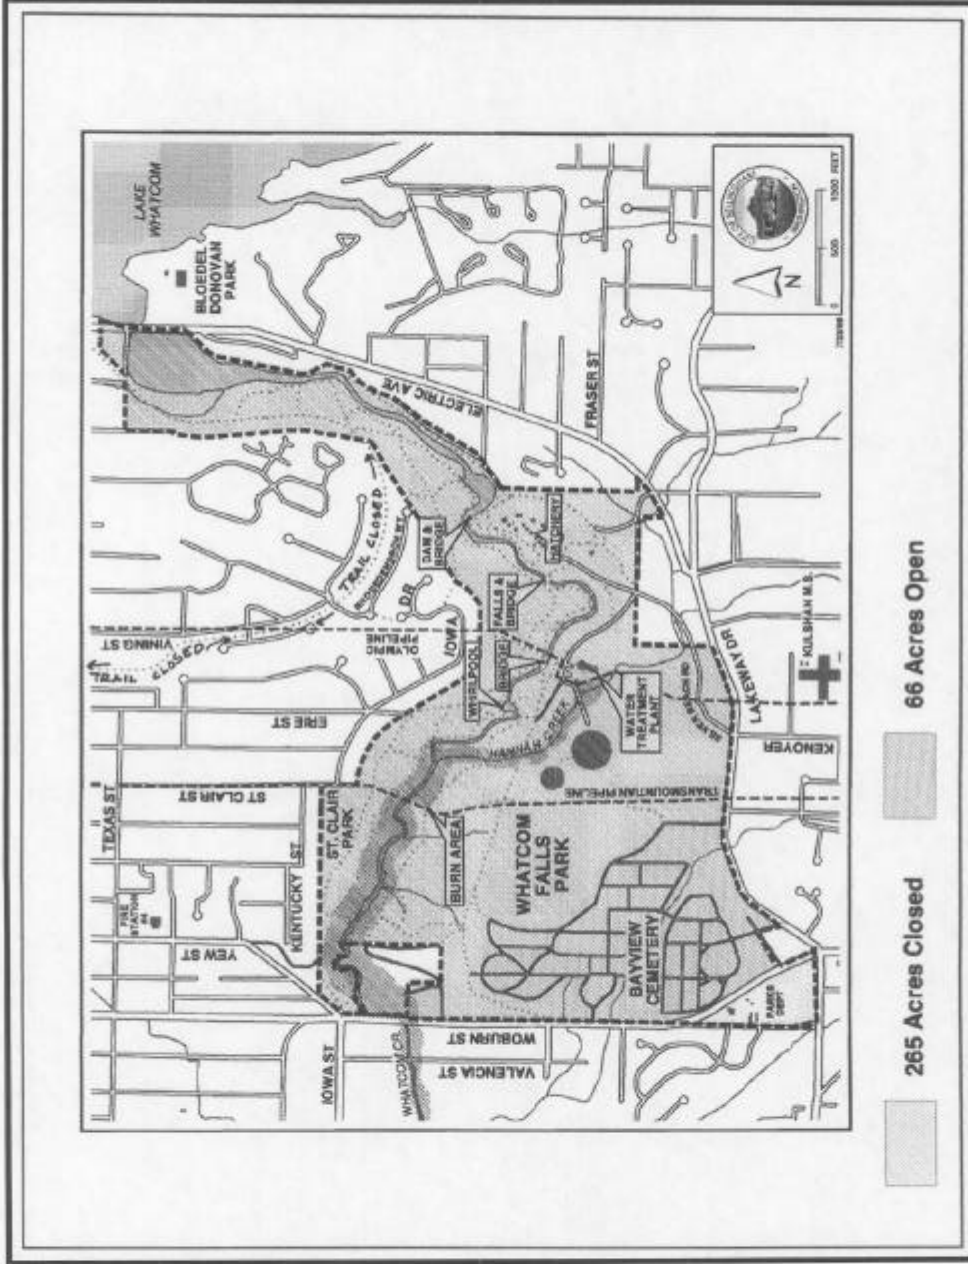 LAKE
WHATCOM
BLOEDEL
DONOVAN
PARK
ELECTRIC AVE
FRASER ST
TRAIL CLOSED
DAM &
BRIDGE
HATCHERY
FALLS &
BRIDGE
VINING ST
CLOSED
OLYMPIC
PIPELINE
DR
IOWA
WHIRLPOOL
BRIDGE
ERIE ST
HANNAH CREEK
WATER
TREATMENT
PLANT
LAKEWAY DR
KULSHAN M.S.
KENOYER
TEXAS ST
ST CLAIR ST
ST. CLAIR
PARK
TRANSMOUNTIAN PIPELINE
BURN AREA
WHATCOM
FALLS
PARK
FIRE
STATION
#4
KENTUCKY ST
YEW ST
BAYVIEW
CEMETERY
PARKS
DEPT
IOWA ST
WHATCOM CR.
WOBURN ST
VALENCIA ST
N
0 500 1000 FEET
265 Acres Closed
66 Acres Open